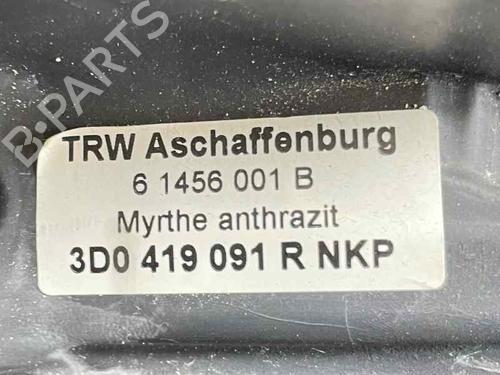 B-PARTS
TRW Aschaffenburg
6 1456 001 B
Myrthe anthrazit
3D0 419 091 R NKP